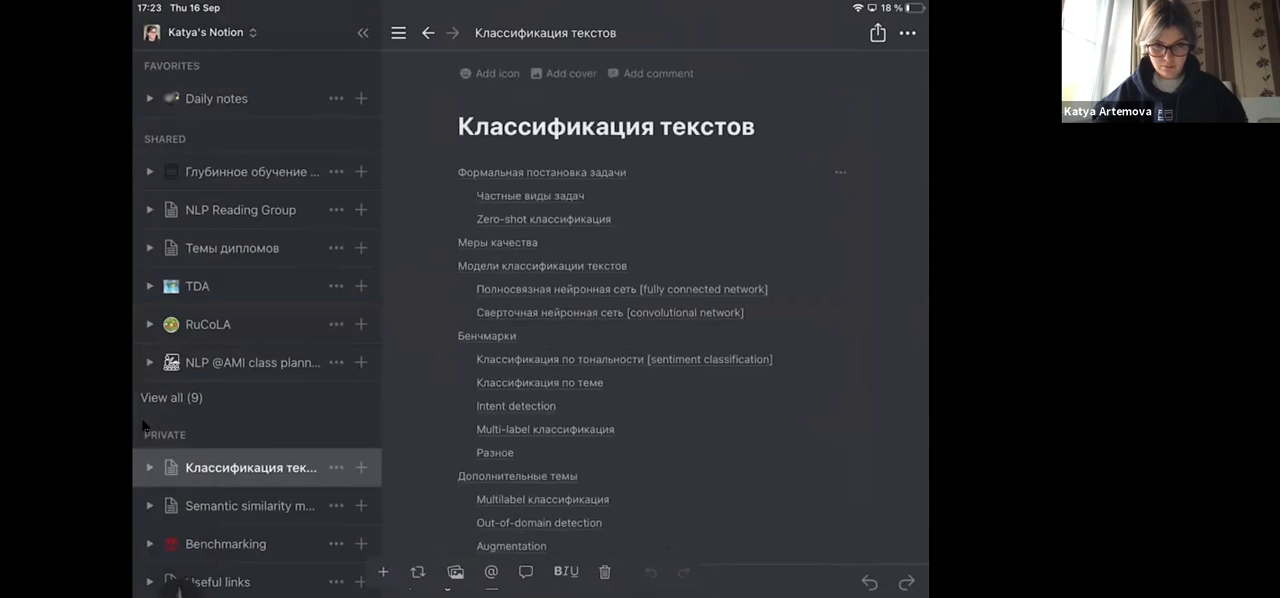 17:23 Thu 16 Sep
18 %
Katya's Notion
FAVORITES
Daily notes
SHARED
Глубинное обучение ...
NLP Reading Group
Темы дипломов
TDA
RuCoLA
NLP @AMI class plann...
View all (9)
PRIVATE
Классификация тек...
Semantic similarity m...
Benchmarking
Useful links
Классификация текстов
Add icon
Add cover
Add comment
Классификация текстов
Формальная постановка задачи
Частные виды задач
Zero-shot классификация
Меры качества
Модели классификации текстов
Полносвязная нейронная сеть [fully connected network]
Сверточная нейронная сеть [convolutional network]
Бенчмарки
Классификация по тональности [sentiment classification]
Классификация по теме
Intent detection
Multi-label классификация
Разное
Дополнительные темы
Multilabel классификация
Out-of-domain detection
Augmentation
BIU
Katya Artemova